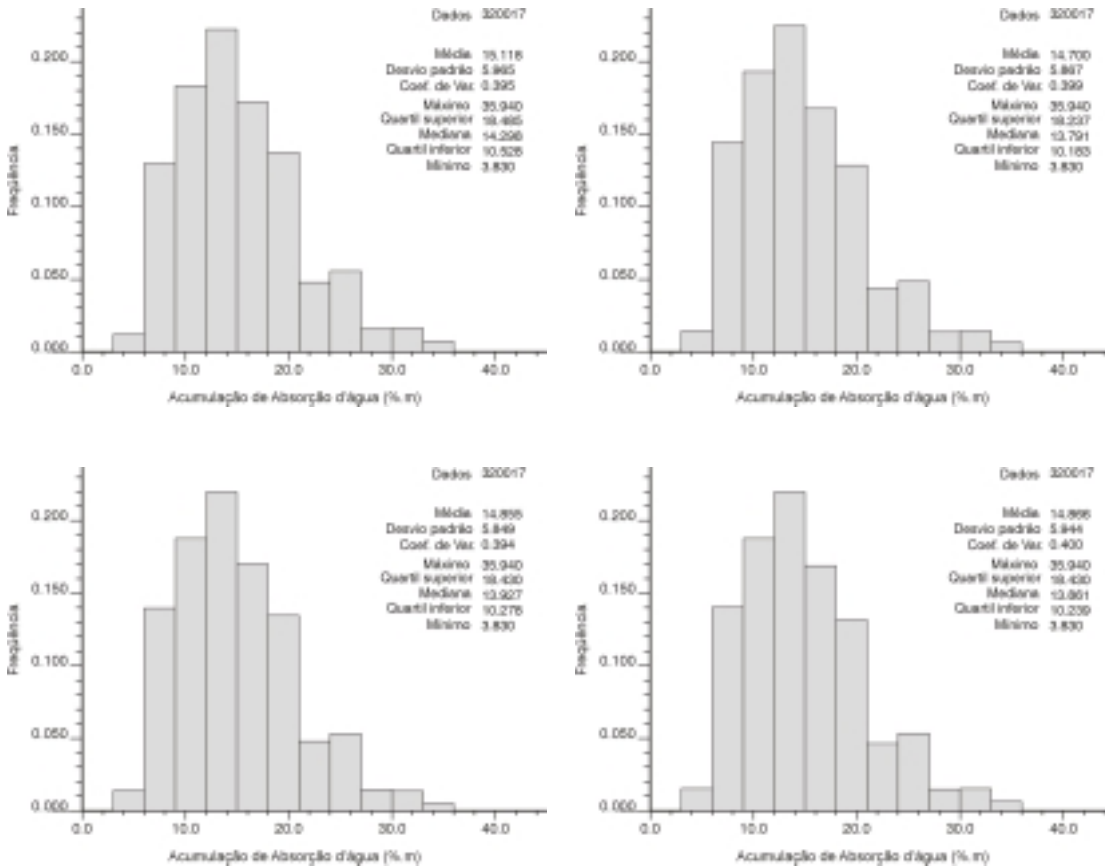 Dados 320017
Média 15.116
Desvio padrão 5.965
Coef. de Var. 0.395
Máximo 35.940
Quartil superior 18.485
Mediana 14.298
Quartil inferior 10.528
Mínimo 3.830
Freqüência
0.200
0.150
0.100
0.050
0.000
0.0 10.0 20.0 30.0 40.0
Acumulação de Absorção d'água (%.m)
Dados 320017
Média 14.700
Desvio padrão 5.867
Coef. de Var. 0.399
Máximo 35.940
Quartil superior 18.237
Mediana 13.791
Quartil inferior 10.183
Mínimo 3.830
Freqüência
0.200
0.150
0.100
0.050
0.000
0.0 10.0 20.0 30.0 40.0
Acumulação de Absorção d'água (%.m)
Dados 320017
Média 14.855
Desvio padrão 5.849
Coef. de Var. 0.394
Máximo 35.940
Quartil superior 18.430
Mediana 13.927
Quartil inferior 10.278
Mínimo 3.830
Freqüência
0.200
0.150
0.100
0.050
0.000
0.0 10.0 20.0 30.0 40.0
Acumulação de Absorção d'água (%.m)
Dados 320017
Média 14.866
Desvio padrão 5.944
Coef. de Var. 0.400
Máximo 35.940
Quartil superior 18.430
Mediana 13.861
Quartil inferior 10.239
Mínimo 3.830
Freqüência
0.200
0.150
0.100
0.050
0.000
0.0 10.0 20.0 30.0 40.0
Acumulação de Absorção d'água (%.m)